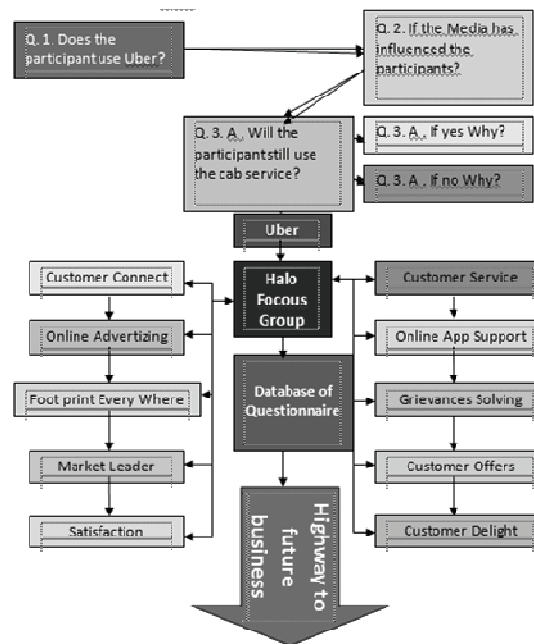 Q. 1. Does the
participant use Uber?
Q. 2. If the Media has
influenced the
participants?
Q. 3. A . Will the
participant still use
the cab service?
Q. 3. A . If yes Why?
Q. 3. A . If no Why?
Uber
Halo
Focous
Group
Customer Connect
Online Advertizing
Foot print Every Where
Market Leader
Satisfaction
Database of
Questionnaire
Customer Service
Online App Support
Grievances Solving
Customer Offers
Customer Delight
Highway to
future
business